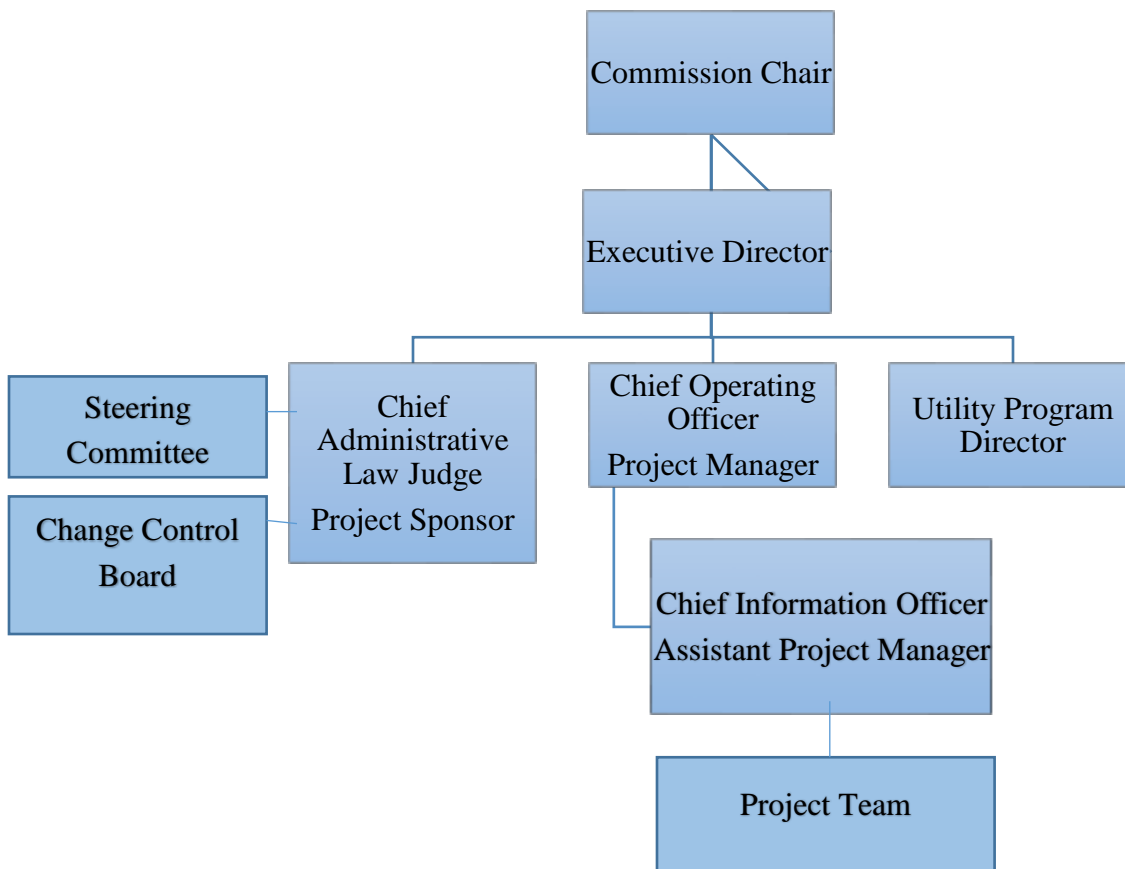 Commission Chair
Executive Director
Steering
Committee
Change Control
Board
Chief
Administrative
Law Judge
Project Sponsor
Chief Operating
Officer
Project Manager
Utility Program
Director
Chief Information Officer
Assistant Project Manager
Project Team